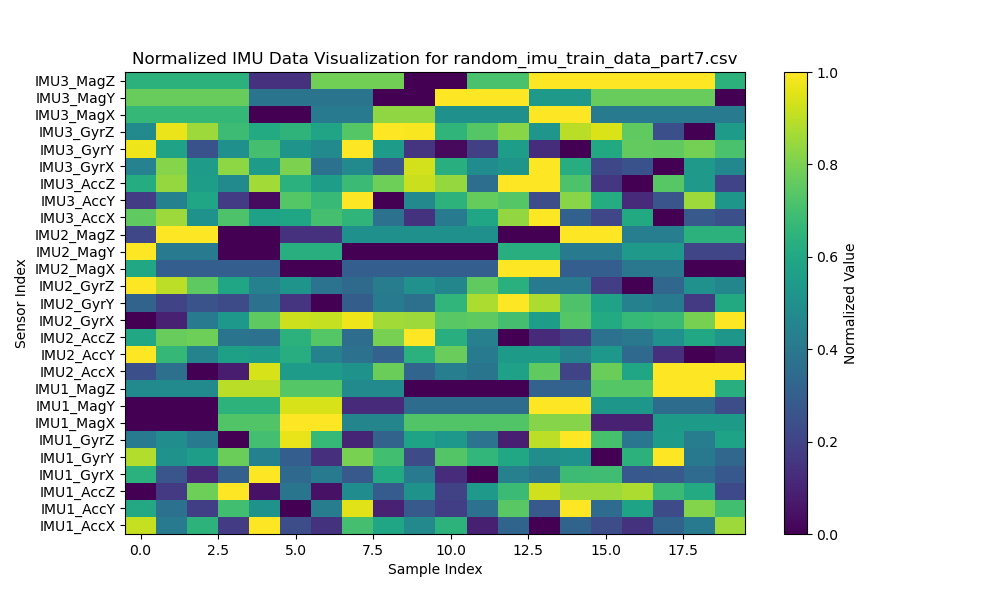 Normalized IMU Data Visualization for random_imu_train_data_part7.csv
Sensor Index
IMU3_MagZ
IMU3_MagY
IMU3_MagX
IMU3_GyrZ
IMU3_GyrY
IMU3_GyrX
IMU3_AccZ
IMU3_AccY
IMU3_AccX
IMU2_MagZ
IMU2_MagY
IMU2_MagX
IMU2_GyrZ
IMU2_GyrY
IMU2_GyrX
IMU2_AccZ
IMU2_AccY
IMU2_AccX
IMU1_MagZ
IMU1_MagY
IMU1_MagX
IMU1_GyrZ
IMU1_GyrY
IMU1_GyrX
IMU1_AccZ
IMU1_AccY
IMU1_AccX
0.0 2.5 5.0 7.5 10.0 12.5 15.0 17.5
Sample Index
1.0
0.8
0.6
0.4
0.2
0.0
Normalized Value